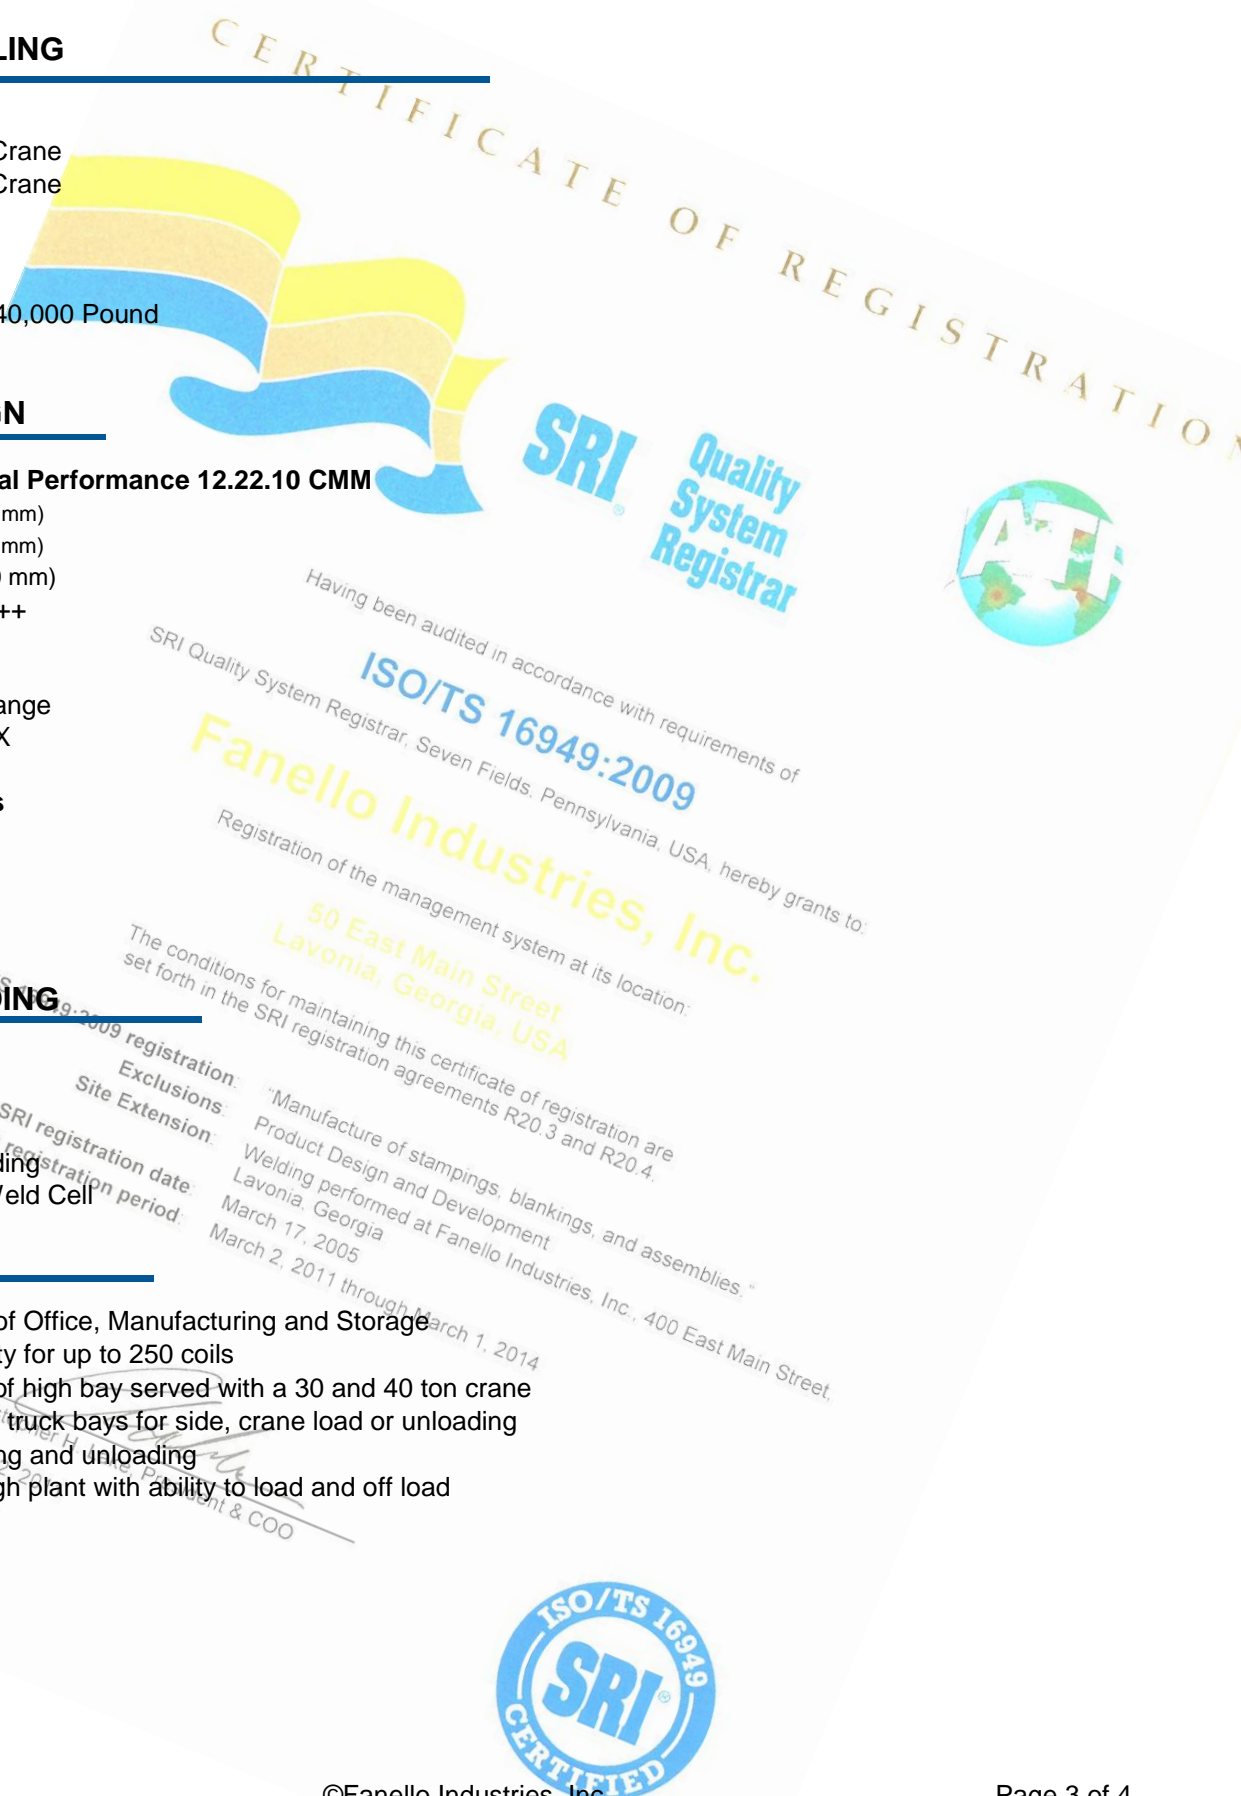 LING
Crane
Crane
40,000 Pound
GN
al Performance 12.22.10 CMM
mm)
mm)
mm)
++
ange
X
s
DING
ding
Weld Cell
of Office, Manufacturing and Storage
ty for up to 250 coils
of high bay served with a 30 and 40 ton crane
truck bays for side, crane load or unloading
ng and unloading
gh plant with ability to load and off load
CERTIFICATE OF REGISTRATION
SRI®
Quality
System
Registrar
Having been audited in accordance with requirements of
ISO/TS 16949:2009
SRI Quality System Registrar, Seven Fields, Pennsylvania, USA, hereby grants to:
Fanello Industries, Inc.
Registration of the management system at its location:
50 East Main Street
Lavonia, Georgia, USA
The conditions for maintaining this certificate of registration are
set forth in the SRI registration agreements R20.3 and R20.4.
16949:2009 registration: "Manufacture of stampings, blankings, and assemblies."
Exclusions: Product Design and Development
Site Extension: Welding performed at Fanello Industries, Inc., 400 East Main Street,
Lavonia, Georgia
SRI registration date: March 17, 2005
registration period: March 2, 2011 through March 1, 2014
H. Lake, President & COO
ISO/TS 16949
SRI®
CERTIFIED
©Fanello Industries, Inc
Page 3 of 4